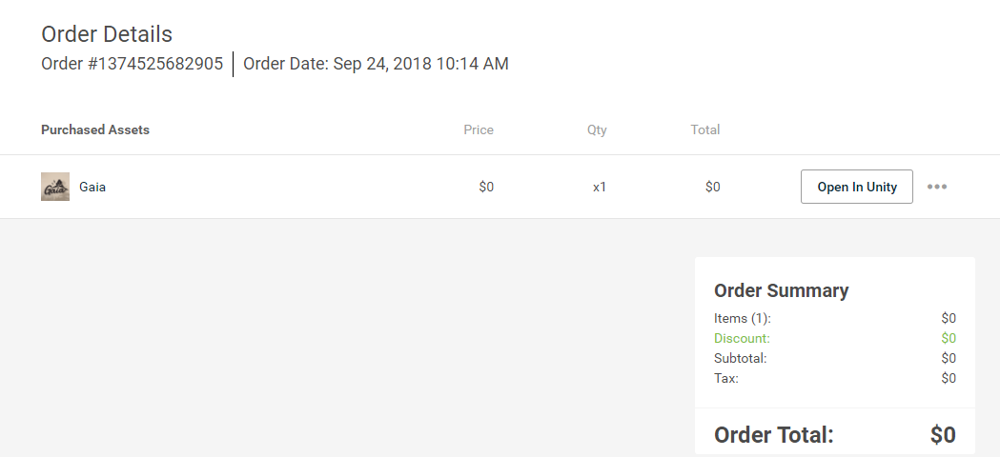 Order Details
Order #1374525682905 Order Date: Sep 24, 2018 10:14 AM
Purchased Assets Price Qty Total
Gaia Gaia $0 x1 $0 Open In Unity
Order Summary
Items (1): $0
Discount: $0
Subtotal: $0
Tax: $0
Order Total: $0